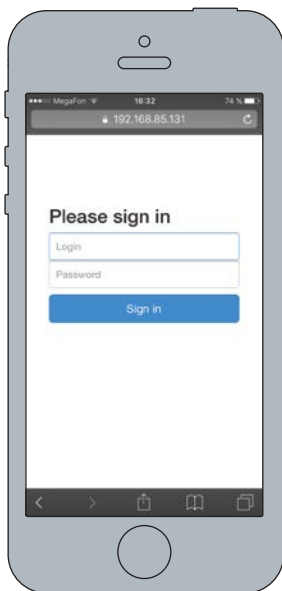 MegaFon 18:32 74 %
192.168.85.131
Please sign in
Login
Password
Sign in